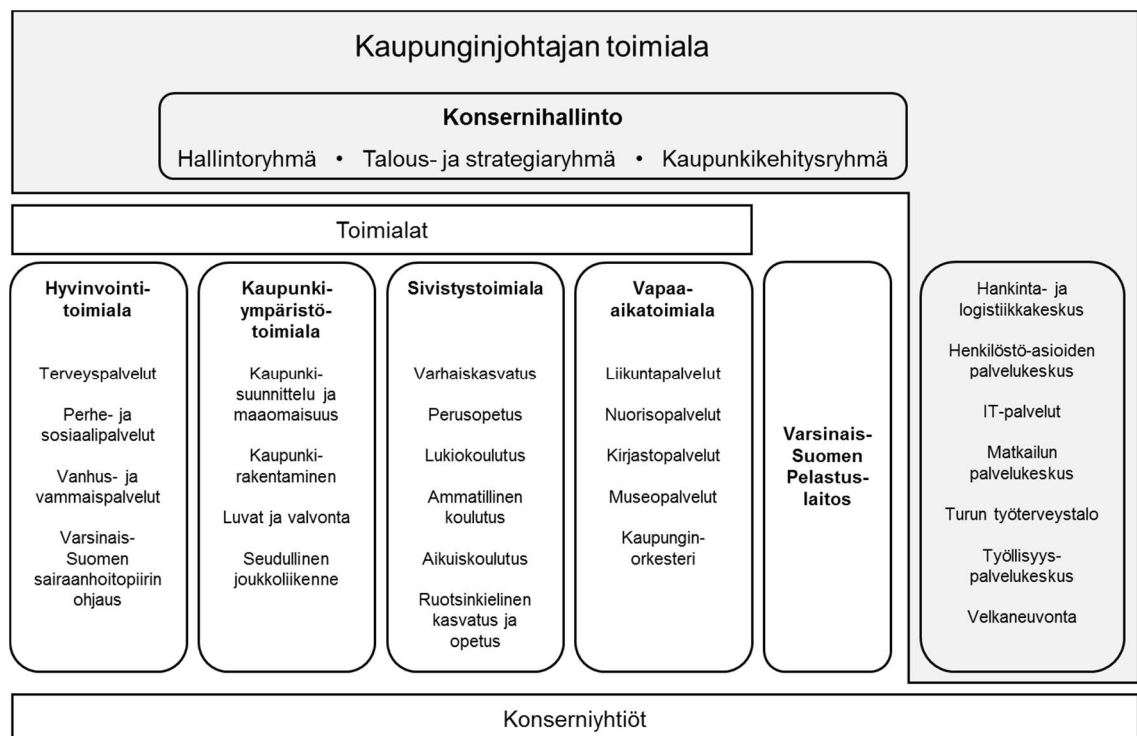 Kaupunginjohtajan toimiala
Konsernihallinto
Hallintoryhmä • Talous- ja strategiaryhmä • Kaupunkikehitysryhmä
Toimialat
Hyvinvointi-
toimiala
Terveyspalvelut
Perhe- ja
sosiaalipalvelut
Vanhus- ja
vammaispalvelut
Varsinais-
Suomen
sairaanhoitopiirin
ohjaus
Kaupunki-
ympäristö-
toimiala
Kaupunki-
suunnittelu ja
maaomaisuus
Kaupunki-
rakentaminen
Luvat ja valvonta
Seudullinen
joukkoliikenne
Sivistystoimiala
Varhaiskasvatus
Perusopetus
Lukiokoulutus
Ammatillinen
koulutus
Aikuiskoulutus
Ruotsinkielinen
kasvatus ja
opetus
Vapaa-
aikatoimiala
Liikuntapalvelut
Nuorisopalvelut
Kirjastopalvelut
Museopalvelut
Kaupungin-
orkesteri
Varsinais-
Suomen
Pelastus-
laitos
Hankinta- ja
logistiikkakeskus
Henkilöstö-asioiden
palvelukeskus
IT-palvelut
Matkailun
palvelukeskus
Turun työterveystalo
Työllisyys-
palvelukeskus
Velkaneuvonta
Konserniyhtiöt